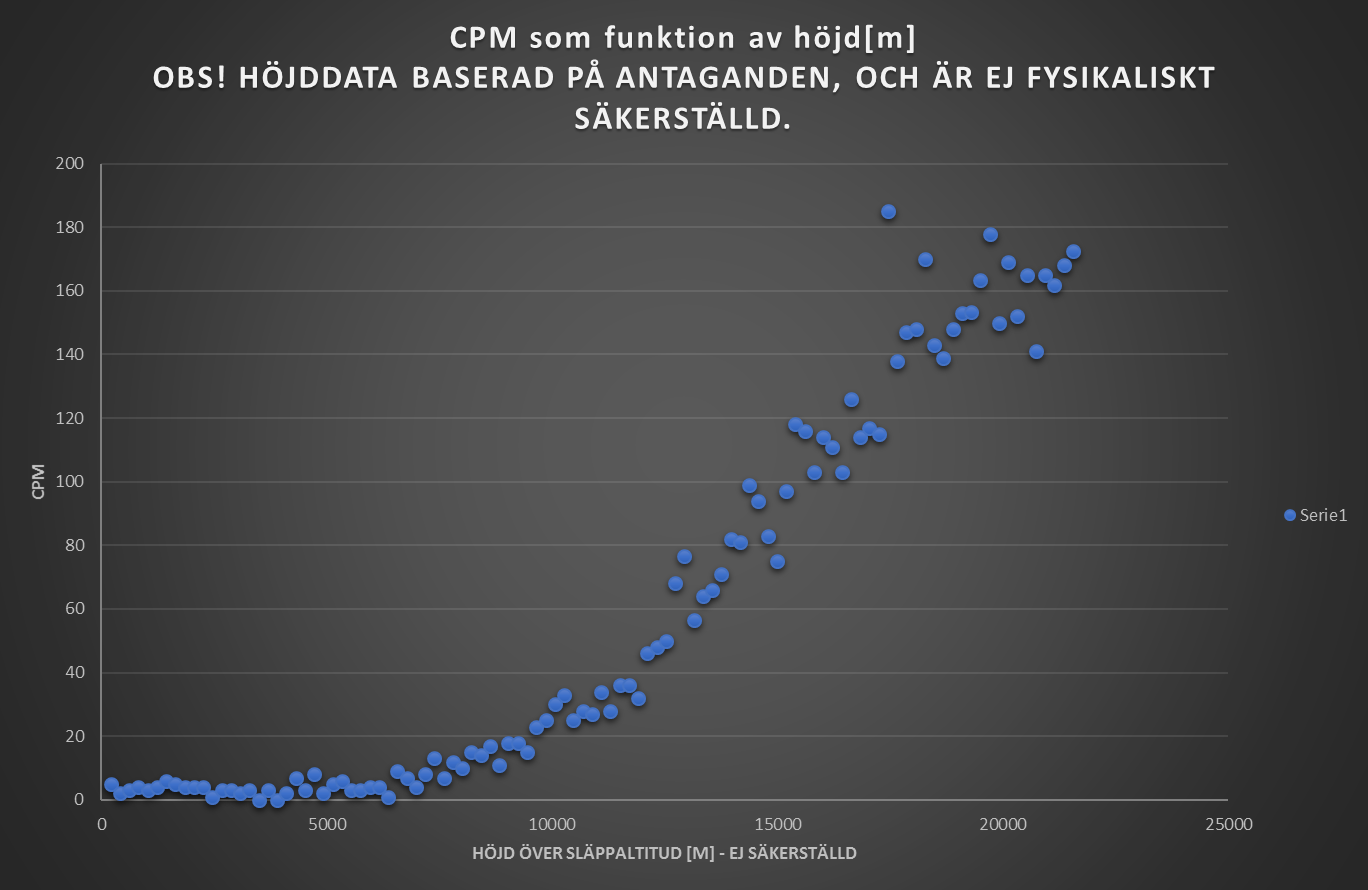 CPM som funktion av höjd[m]
OBS! HÖJDDATA BASERAD PÅ ANTAGANDEN, OCH ÄR EJ FYSIKALISKT
SÄKERSTÄLLD.
200
180
160
140
120
100
80
60
40
20
0
CPM
0 5000 10000 15000 20000 25000
HÖJD ÖVER SLÄPPALTITUD [M] - EJ SÄKERSTÄLLD
Serie1